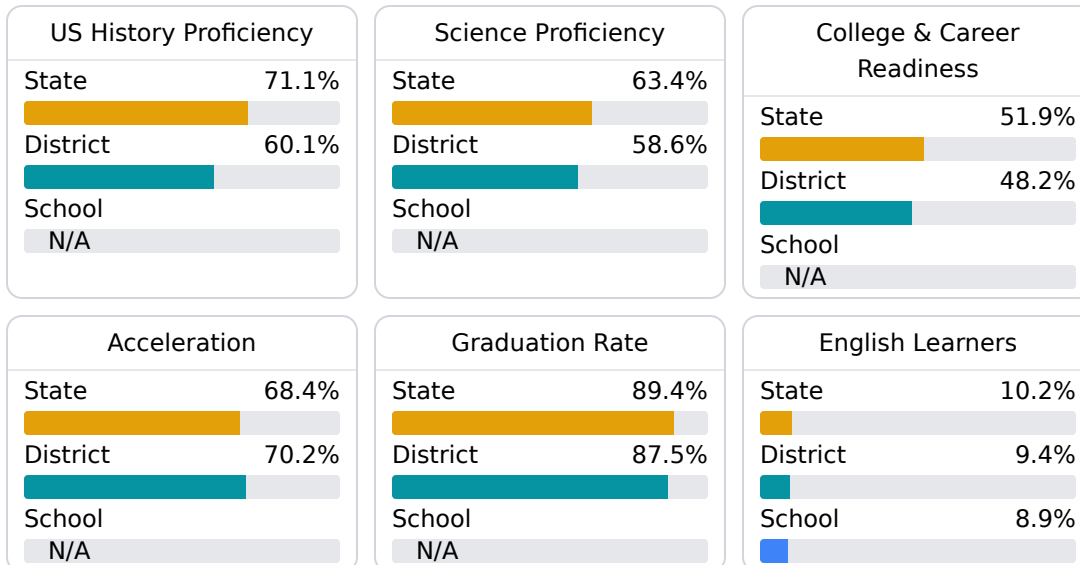 US History Proficiency
State 71.1%
District 60.1%
School
N/A
Science Proficiency
State 63.4%
District 58.6%
School
N/A
College & Career
Readiness
State 51.9%
District 48.2%
School
N/A
Acceleration
State 68.4%
District 70.2%
School
N/A
Graduation Rate
State 89.4%
District 87.5%
School
N/A
English Learners
State 10.2%
District 9.4%
School 8.9%